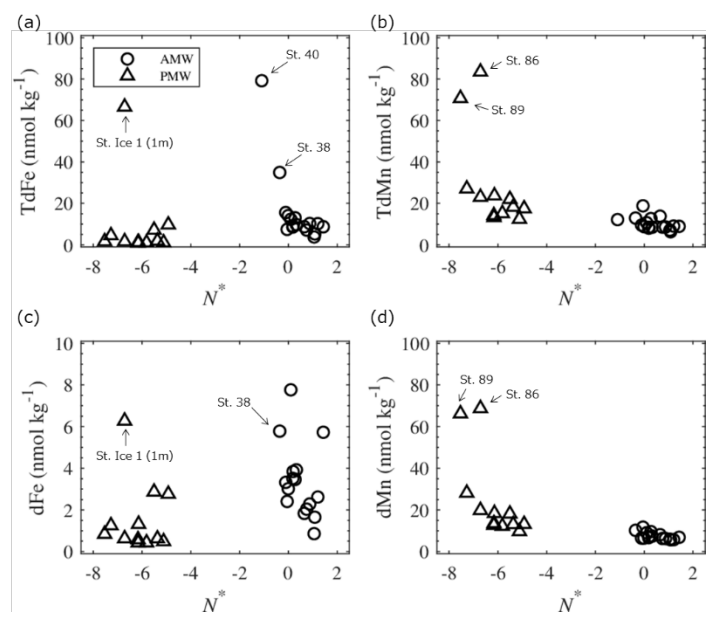 (a)
TdFe (nmol kg-1)
100
80
60
40
20
0
AMW
PMW
St. 40
St. Ice 1 (1m)
St. 38
-8 -6 -4 -2 0 2
N*
(b)
TdMn (nmol kg-1)
100
80
60
40
20
0
St. 86
St. 89
-8 -6 -4 -2 0 2
N*
(c)
dFe (nmol kg-1)
10
8
6
4
2
0
St. 38
St. Ice 1 (1m)
-8 -6 -4 -2 0 2
N*
(d)
dMn (nmol kg-1)
100
80
60
40
20
0
St. 89
St. 86
-8 -6 -4 -2 0 2
N*